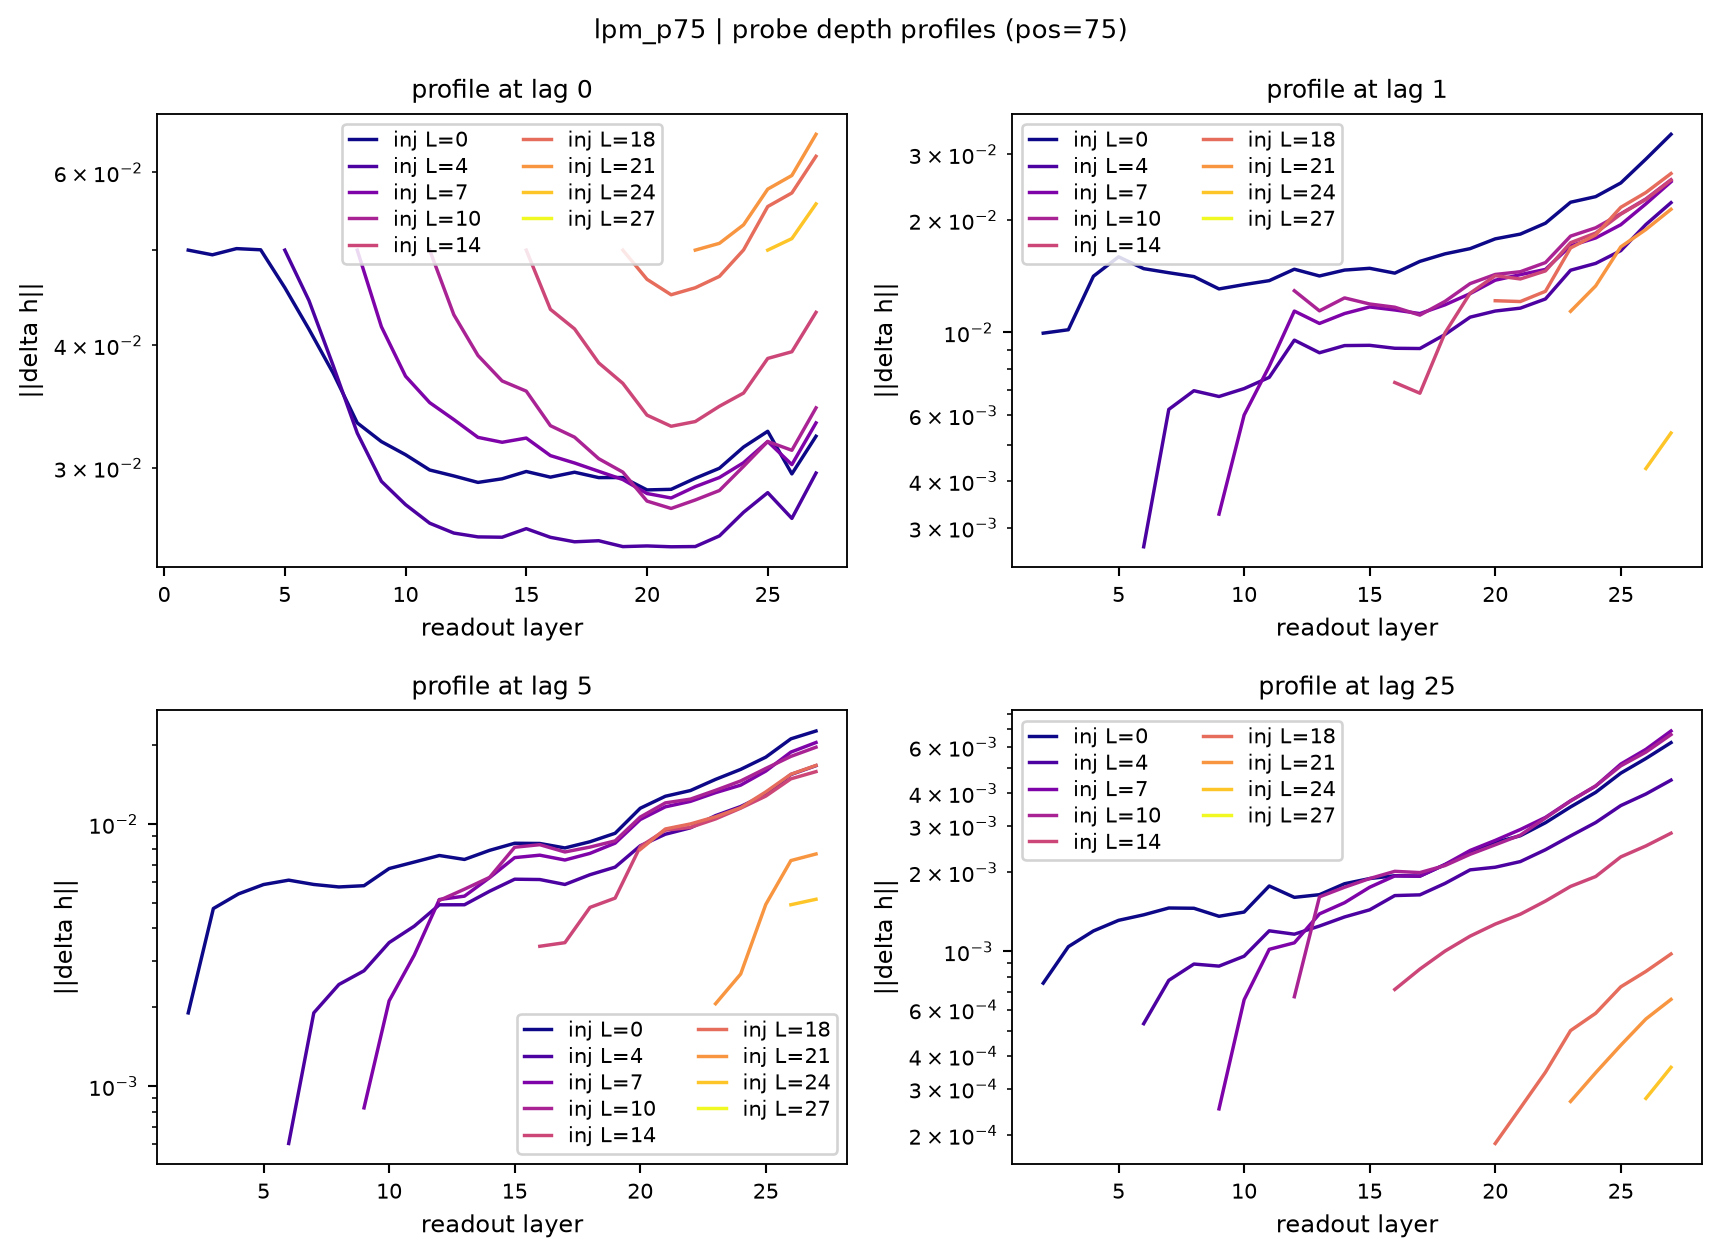 lpm_p75 | probe depth profiles (pos=75)
profile at lag 0
||delta h||
6 × 10⁻²
4 × 10⁻²
3 × 10⁻²
inj L=0
inj L=4
inj L=7
inj L=10
inj L=14
inj L=18
inj L=21
inj L=24
inj L=27
0 5 10 15 20 25
readout layer
profile at lag 1
||delta h||
3 × 10⁻²
2 × 10⁻²
10⁻²
6 × 10⁻³
4 × 10⁻³
3 × 10⁻³
inj L=0
inj L=4
inj L=7
inj L=10
inj L=14
inj L=18
inj L=21
inj L=24
inj L=27
5 10 15 20 25
readout layer
profile at lag 5
||delta h||
10⁻²
10⁻³
inj L=0
inj L=4
inj L=7
inj L=10
inj L=14
inj L=18
inj L=21
inj L=24
inj L=27
5 10 15 20 25
readout layer
profile at lag 25
||delta h||
6 × 10⁻³
4 × 10⁻³
3 × 10⁻³
2 × 10⁻³
10⁻³
6 × 10⁻⁴
4 × 10⁻⁴
3 × 10⁻⁴
2 × 10⁻⁴
inj L=0
inj L=4
inj L=7
inj L=10
inj L=14
inj L=18
inj L=21
inj L=24
inj L=27
5 10 15 20 25
readout layer